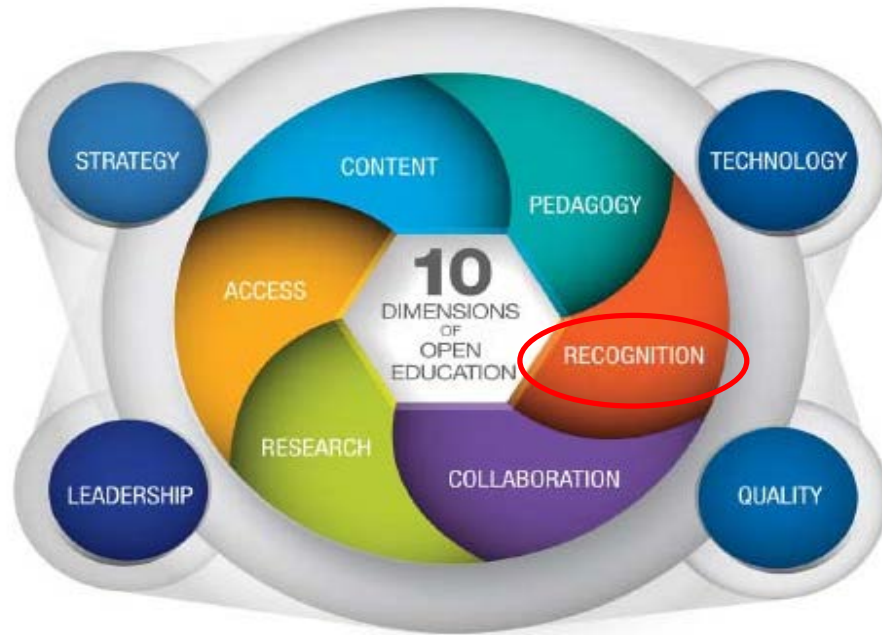 STRATEGY
TECHNOLOGY
CONTENT
PEDAGOGY
ACCESS
10
DIMENSIONS
OF
OPEN
EDUCATION
RECOGNITION
RESEARCH
COLLABORATION
LEADERSHIP
QUALITY